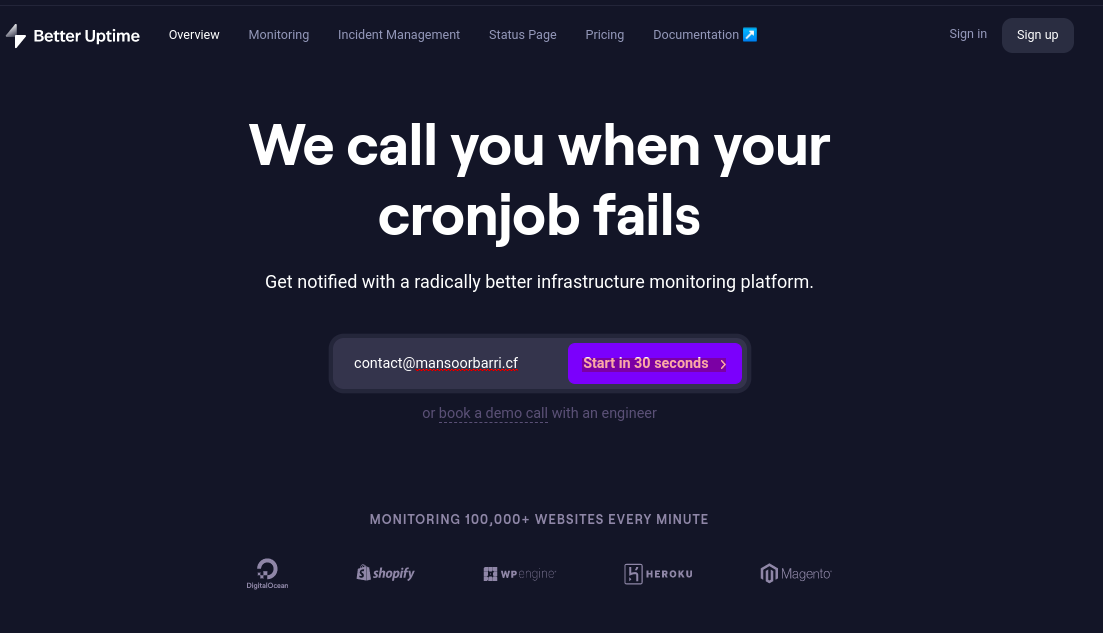 Better Uptime
Overview
Monitoring
Incident Management
Status Page
Pricing
Documentation
Sign in
Sign up
We call you when your
cronjob fails
Get notified with a radically better infrastructure monitoring platform.
contact@mansoorbarri.cf
Start in 30 seconds
or book a demo call with an engineer
MONITORING 100,000+ WEBSITES EVERY MINUTE
DigitalOcean
shopify
WPengine
HEROKU
Magento